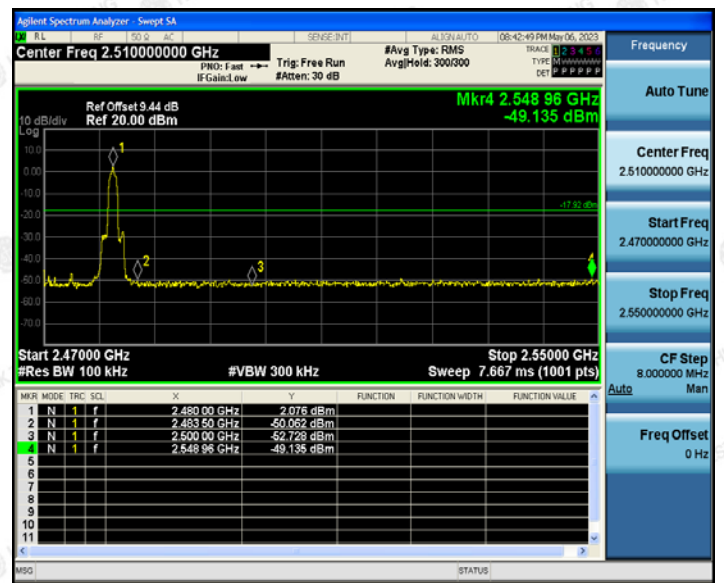 Agilent Spectrum Analyzer - Swept SA
RL RF 50 Ω AC SENSE:INT ALIGNAUTO 08:42:49 PM May 06, 2023
Center Freq 2.510000000 GHz
PNO: Fast
IFGain:Low
Trig: Free Run
#Atten: 30 dB
#Avg Type: RMS
Avg|Hold: 300/300
TRACE 1 2 3 4 5 6
TYPE M
DET P P P P P P
Frequency
Ref Offset 9.44 dB
Ref 20.00 dBm
10 dB/div
Log
Mkr4 2.548 96 GHz
-49.135 dBm
10.0
0.00
-10.0
-20.0
-30.0
-40.0
-50.0
-60.0
-70.0
1
2
3
4
-17.92 dBm
Start 2.47000 GHz
Stop 2.55000 GHz
#Res BW 100 kHz
#VBW 300 kHz
Sweep 7.667 ms (1001 pts)
MKR MODE TRC SCL X Y FUNCTION FUNCTION WIDTH FUNCTION VALUE
1 N 1 f 2.480 00 GHz 2.076 dBm
2 N 1 f 2.483 50 GHz -50.062 dBm
3 N 1 f 2.500 00 GHz -52.728 dBm
4 N 1 f 2.548 96 GHz -49.135 dBm
5
6
7
8
9
10
11
MSG
STATUS
Auto Tune
Center Freq
2.510000000 GHz
Start Freq
2.470000000 GHz
Stop Freq
2.550000000 GHz
CF Step
8.000000 MHz
Auto Man
Freq Offset
0 Hz